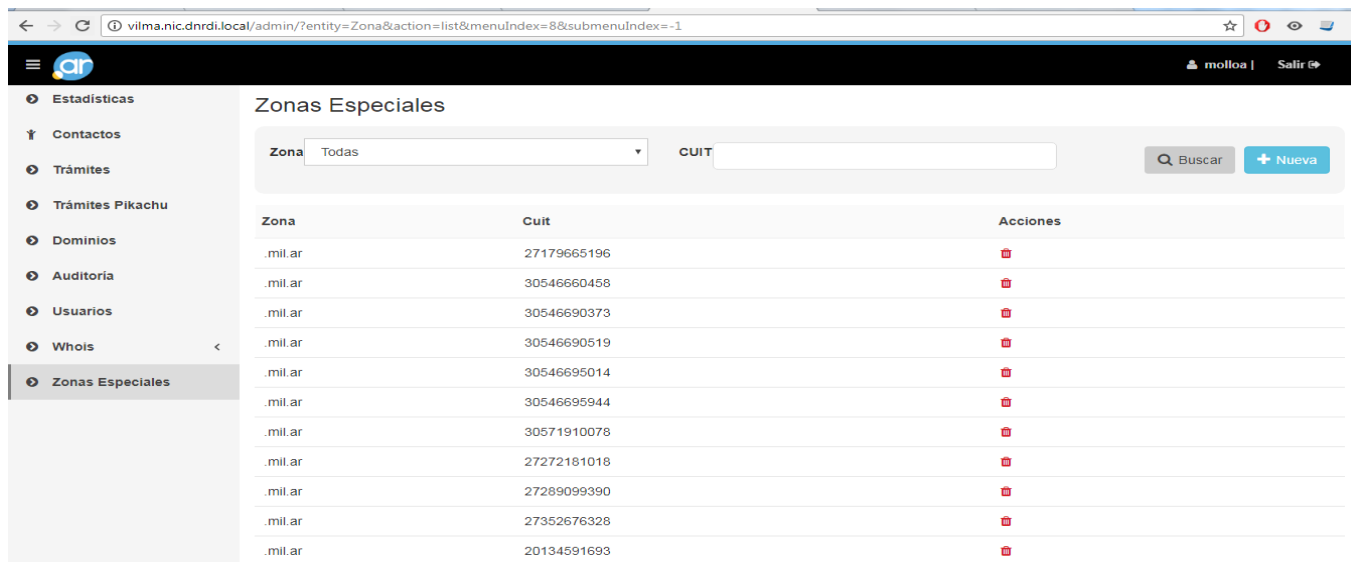 vilma.nic.dnrdi.local/admin/?entity=Zona&action=list&menuIndex=8&submenuIndex=-1
.ar
molloa | Salir
Estadísticas
Contactos
Trámites
Trámites Pikachu
Dominios
Auditoría
Usuarios
Whois
Zonas Especiales
Zonas Especiales
Zona Todas CUIT Buscar + Nueva
Zona Cuit Acciones
.mil.ar 27179665196
.mil.ar 30546660458
.mil.ar 30546690373
.mil.ar 30546690519
.mil.ar 30546695014
.mil.ar 30546695944
.mil.ar 30571910078
.mil.ar 27272181018
.mil.ar 27289099390
.mil.ar 27352676328
.mil.ar 20134591693